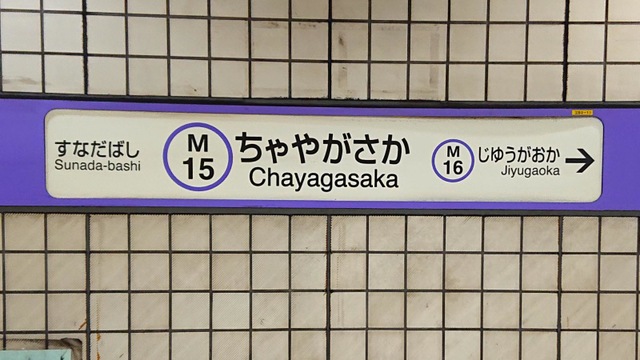 すなだばし
Sunada-bashi
M
15
ちゃやがさか
Chayagasaka
M
16
じゆうがおか
Jiyugaoka
→